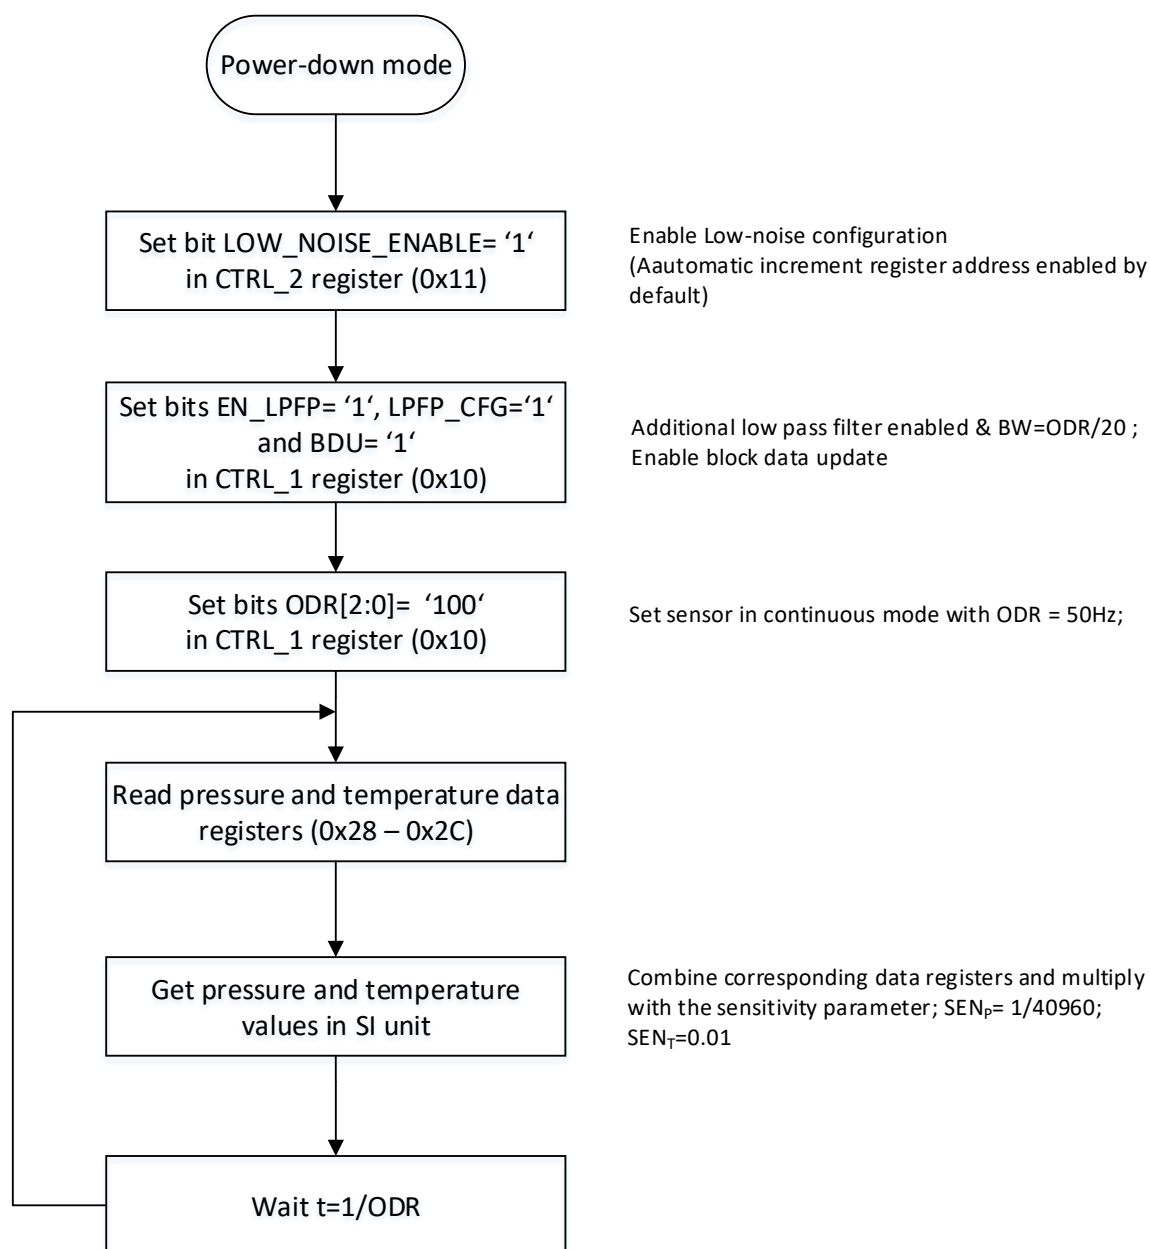 Power-down mode
Set bit LOW_NOISE_ENABLE= ‘1‘
in CTRL_2 register (0x11)
Enable Low-noise configuration
(Aautomatic increment register address enabled by
default)
Set bits EN_LPFP= ‘1‘, LPFP_CFG=‘1‘
and BDU= ‘1‘
in CTRL_1 register (0x10)
Additional low pass filter enabled & BW=ODR/20 ;
Enable block data update
Set bits ODR[2:0]= ‘100‘
in CTRL_1 register (0x10)
Set sensor in continuous mode with ODR = 50Hz;
Read pressure and temperature data
registers (0x28 – 0x2C)
Get pressure and temperature
values in SI unit
Combine corresponding data registers and multiply
with the sensitivity parameter; SENP= 1/40960;
SENT=0.01
Wait t=1/ODR